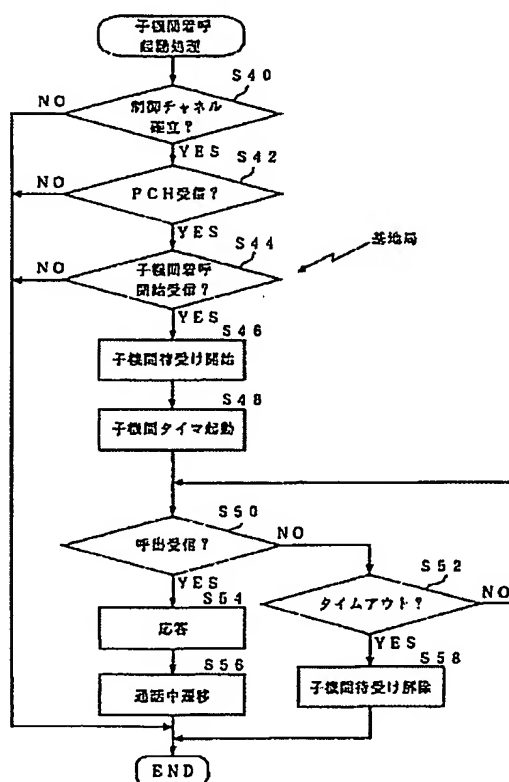 子機間着呼
起動処理
S40
NO
制御チャネル
確立?
YES
S42
NO
PCH受信?
YES
S44
基地局
NO
子機間着呼
開始受信?
YES
S46
子機間待受け開始
S48
子機間タイマ起動
S50
呼出受信?
NO
S52
YES
タイムアウト?
NO
S54
応答
YES
S58
S56
子機間待受け解除
通話中遷移
END